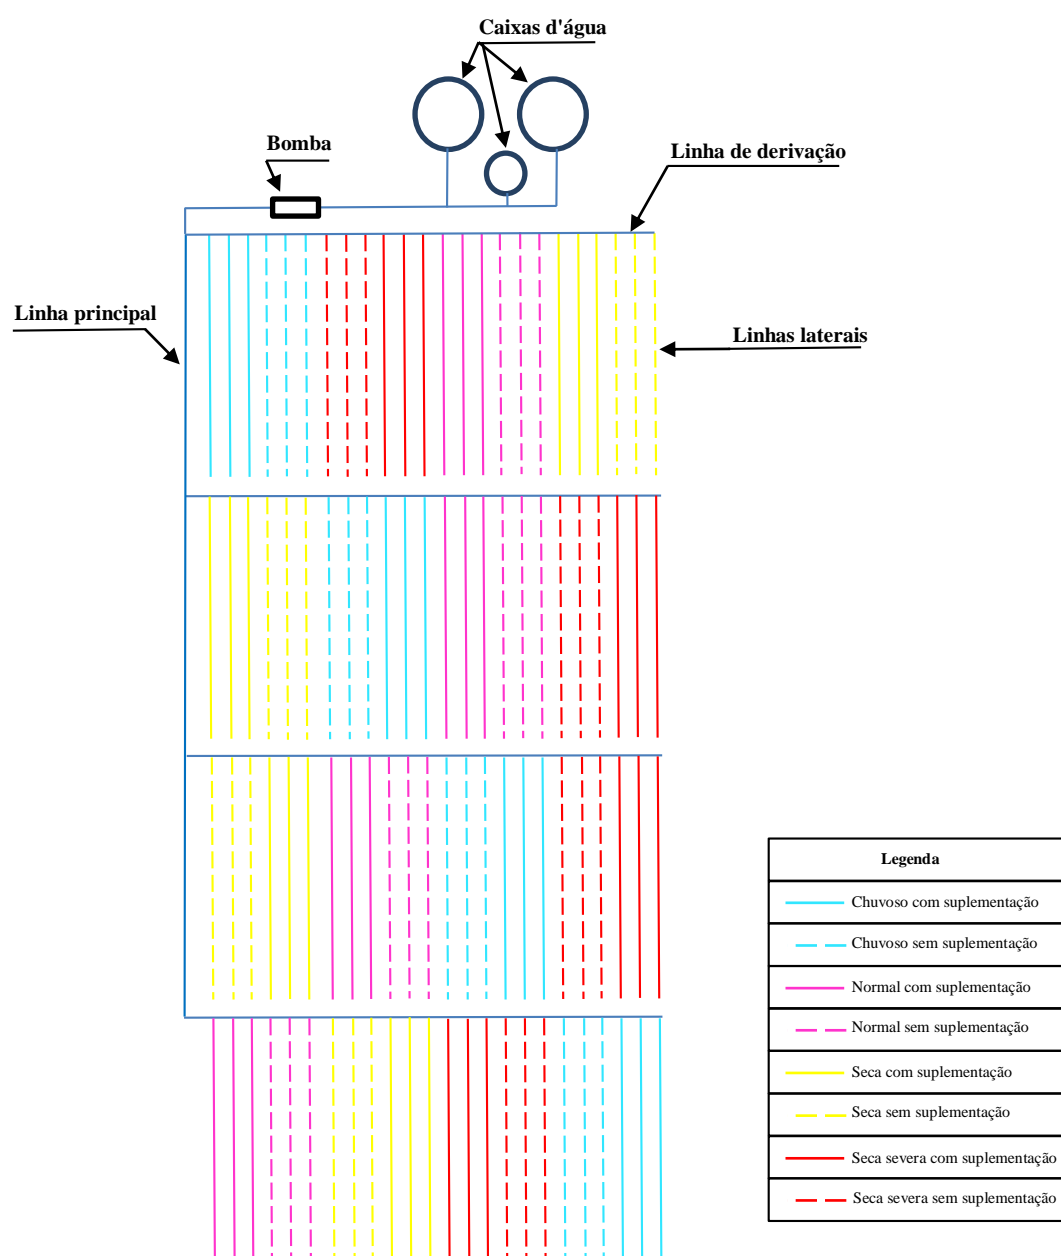 Caixas d'água
Bomba
Linha de derivação
Linha principal
Linhas laterais
Legenda
Chuvoso com suplementação
Chuvoso sem suplementação
Normal com suplementação
Normal sem suplementação
Seca com suplementação
Seca sem suplementação
Seca severa com suplementação
Seca severa sem suplementação